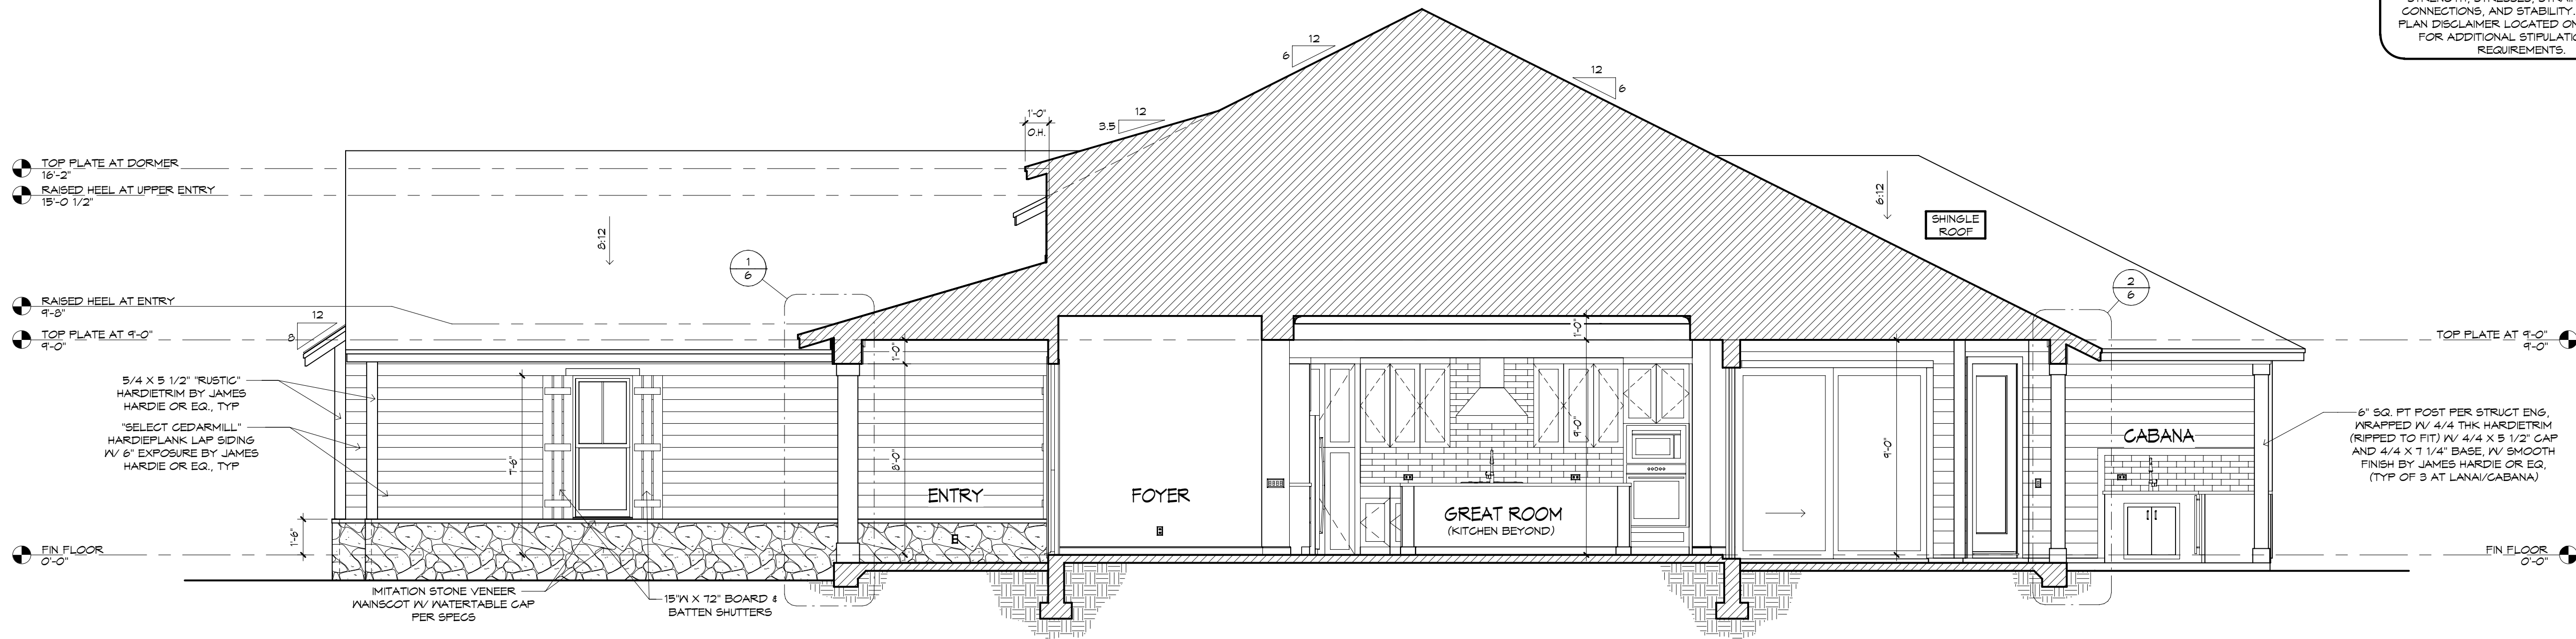 CONNECTIONS, AND STABILITY.
PLAN DISCLAIMER LOCATED ON
FOR ADDITIONAL STIPULATIO
REQUIREMENTS.
12
6
12
6
12
3.5
1'-0"
O.H.
TOP PLATE AT DORMER
16'-2"
RAISED HEEL AT UPPER ENTRY
15'-0 1/2"
8:12
6:12
SHINGLE
ROOF
1
6
2
6
RAISED HEEL AT ENTRY
9'-8"
12
8
TOP PLATE AT 9'-0"
9'-0"
TOP PLATE AT 9'-0"
9'-0"
1'-0"
1'-0"
5/4 X 5 1/2" "RUSTIC"
HARDIETRIM BY JAMES
HARDIE OR EQ., TYP
"SELECT CEDARMILL"
HARDIEPLANK LAP SIDING
W/ 6" EXPOSURE BY JAMES
HARDIE OR EQ., TYP
7'-6"
8'-0"
9'-0"
9'-0"
ENTRY
FOYER
GREAT ROOM
(KITCHEN BEYOND)
CABANA
6" SQ. PT POST PER STRUCT ENG,
WRAPPED W/ 4/4 THK HARDIETRIM
(RIPPED TO FIT) W/ 4/4 X 5 1/2" CAP
AND 4/4 X 7 1/4" BASE, W/ SMOOTH
FINISH BY JAMES HARDIE OR EQ,
(TYP OF 3 AT LANAI/CABANA)
1'-6"
FIN FLOOR
0'-0"
FIN FLOOR
0'-0"
IMITATION STONE VENEER
WAINSCOT W/ WATERTABLE CAP
PER SPECS
15"W X 72" BOARD &
BATTEN SHUTTERS